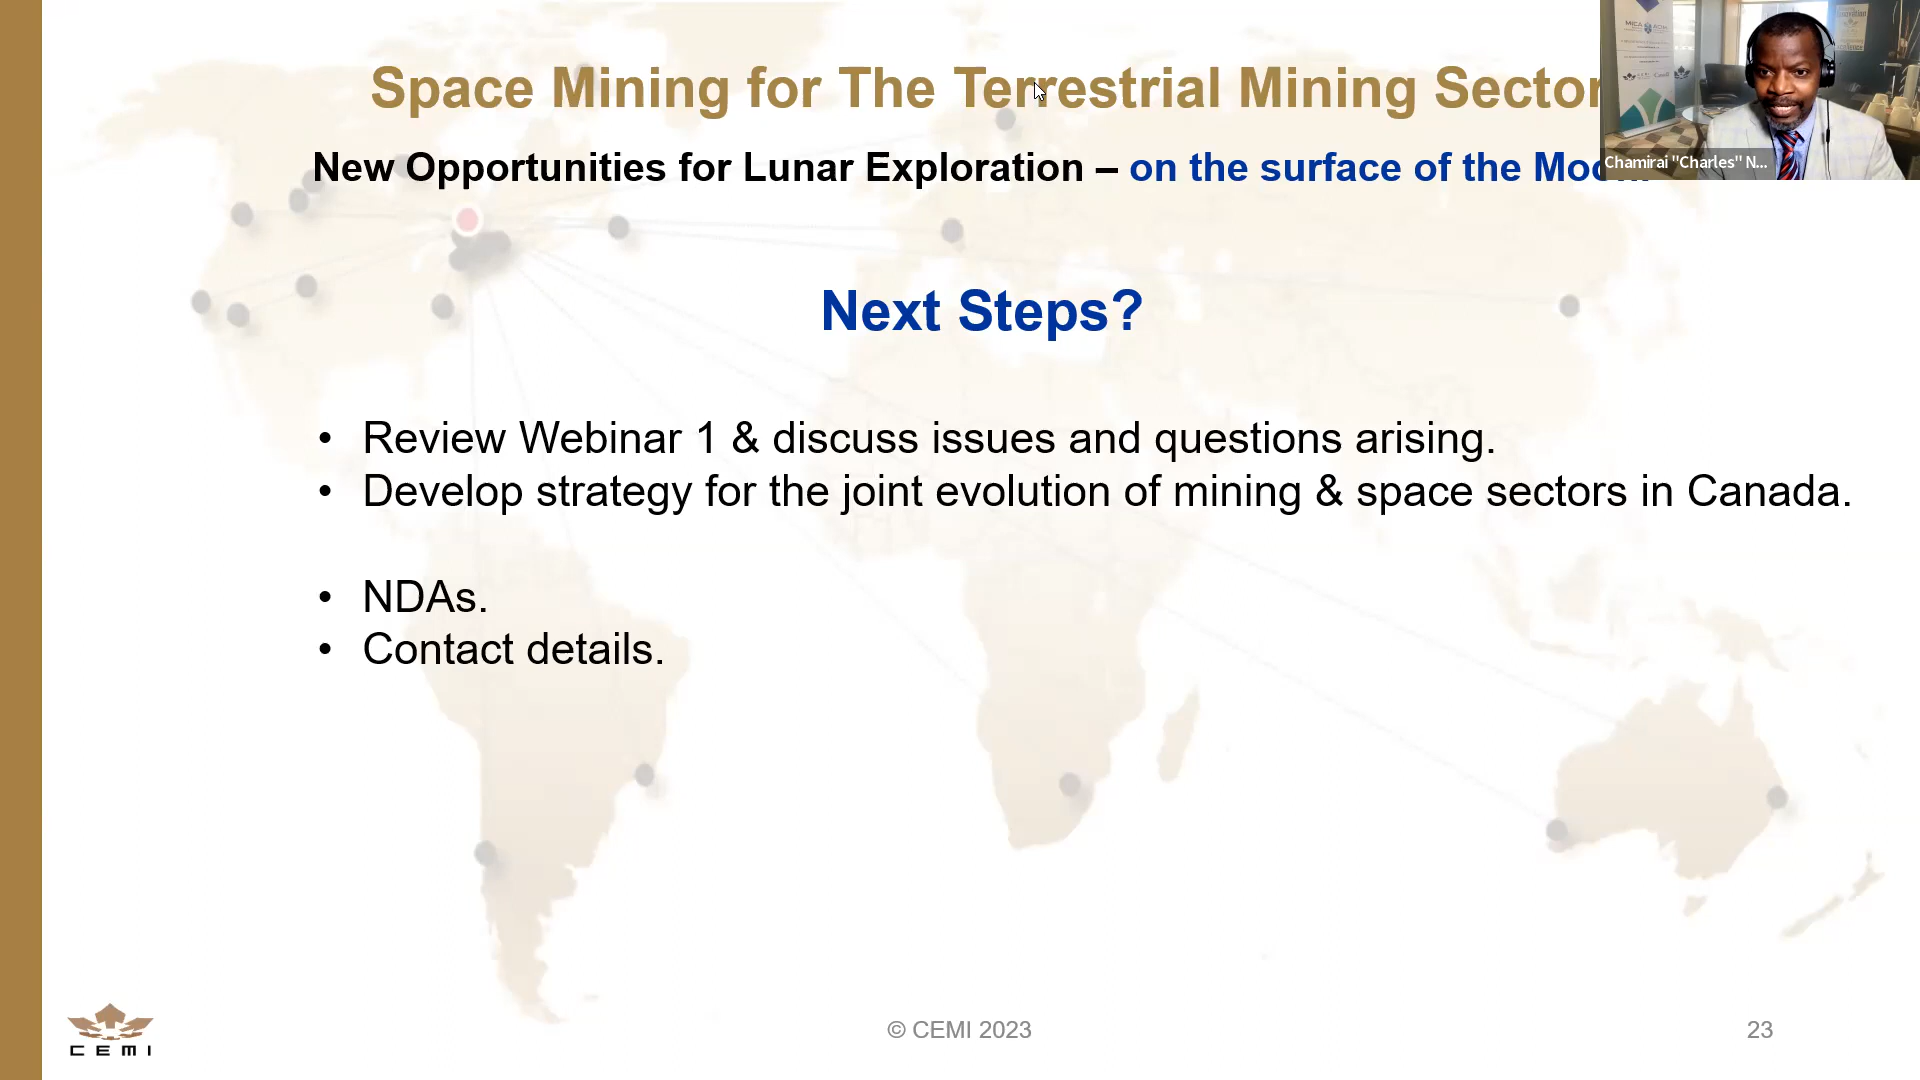 Space Mining for The Terrestrial Mining Sector
New Opportunities for Lunar Exploration – on the surface of the
Chamirai "Charles" N...
Next Steps?
• Review Webinar 1 & discuss issues and questions arising.
• Develop strategy for the joint evolution of mining & space sectors in Canada.
• NDAs.
• Contact details.
CEMI
© CEMI 2023
23